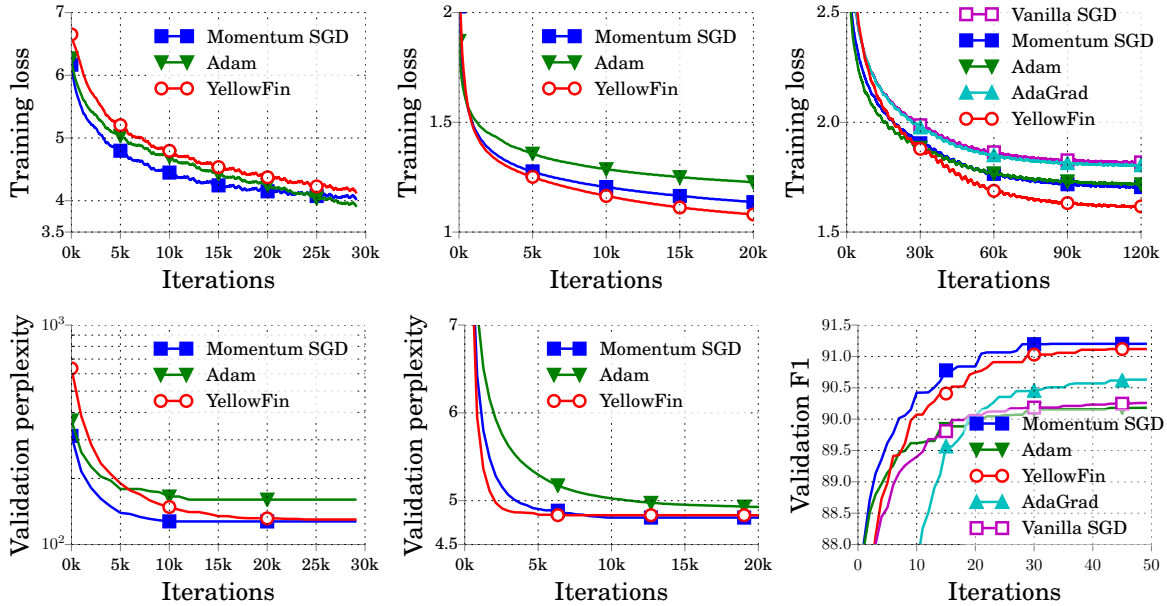 7
6
5
4
3.5
Training loss
Momentum SGD
Adam
YellowFin
0k 5k 10k 15k 20k 25k 30k
Iterations
2
1.5
1
Training loss
Momentum SGD
Adam
YellowFin
0k 5k 10k 15k 20k
Iterations
2.5
2.0
1.5
Training loss
Vanilla SGD
Momentum SGD
Adam
AdaGrad
YellowFin
0k 30k 60k 90k 120k
Iterations
10³
10²
Validation perplexity
Momentum SGD
Adam
YellowFin
0k 5k 10k 15k 20k 25k 30k
Iterations
7
6
5
4.5
Validation perplexity
Momentum SGD
Adam
YellowFin
0k 5k 10k 15k 20k
Iterations
91.5
91.0
90.5
90.0
89.5
89.0
88.5
88.0
Validation F1
Momentum SGD
Adam
YellowFin
AdaGrad
Vanilla SGD
0 10 20 30 40 50
Iterations